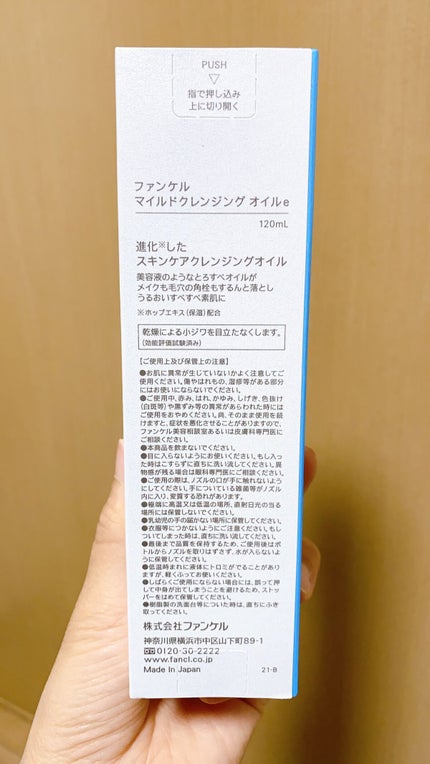 PUSH
指で押し込み
上に切り開く
ファンケル
マイルドクレンジング オイルe
120mL
進化※した
スキンケアクレンジングオイル
美容液のようなとろすべオイルが
メイクも毛穴の角栓もするんと落とし
うるおいすべすべ素肌に
※ホップエキス(保湿)配合
乾燥による小ジワを目立たなくします。
(効能評価試験済み)
【ご使用上及び保管上の注意】
●お肌に異常が生じていないかよく注意してご
使用ください。傷やはれもの、湿疹等がある部分
にはお使いにならないでください。
●ご使用中、赤み、はれ、かゆみ、しげき、色抜け
(白斑等)や黒ずみ等の異常があらわれた時には
ご使用をおやめください。尚、そのまま使用を続
けますと、症状を悪化させることがありますので、
ファンケル美容相談室あるいは皮膚科専門医に
ご相談ください。
●本商品を飲まないでください。
●目に入らないようにお使いください。もし入っ
た時はこすらずに直ちに洗い流してください。異
物感が残る場合は眼科専門医にご相談ください。
●ご使用の際は、ノズルの口が手に触れないよう
にしてください。手についている雑菌等がノズル
内に入り、変質する恐れがあります。
●極端に高温又は低温の場所、直射日光の当る
場所には保管しないでください。
●乳幼児の手の届かない場所に保管してください。
●衣服等につかないようにご注意ください。もし
ついてしまった時は、直ちに洗い流してください。
●最後まで品質を保持するため、ご使用後はボ
トルからノズルを取りはずさず、水が入らないよ
うに保管してください。
●低温時まれに液体にトロミがでることがあり
ますが、軽くふってお使いください。
●しばらくご使用にならない場合には、誤って押
して中身が出てしまうことを避けるため、ストッ
パーをはめて保管してください。
●樹脂製の洗面台等についた時は、直ちにふき
取ってください。
株式会社ファンケル
神奈川県横浜市中区山下町89-1
0120-30-2222
www.fancl.co.jp
Made In Japan
21-B